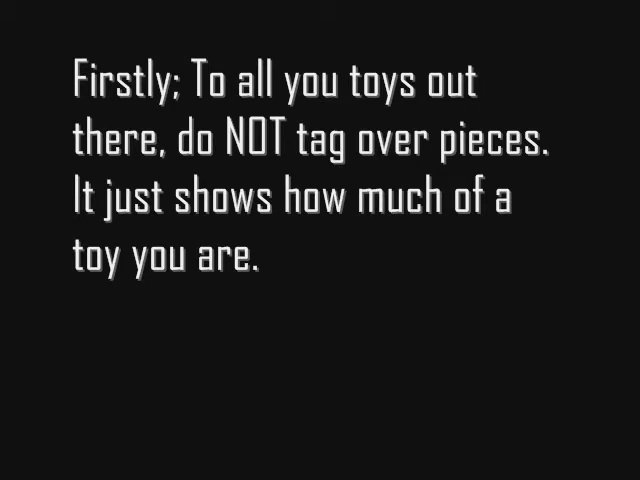 Firstly; To all you toys out
there, do NOT tag over pieces.
It just shows how much of a
toy you are.